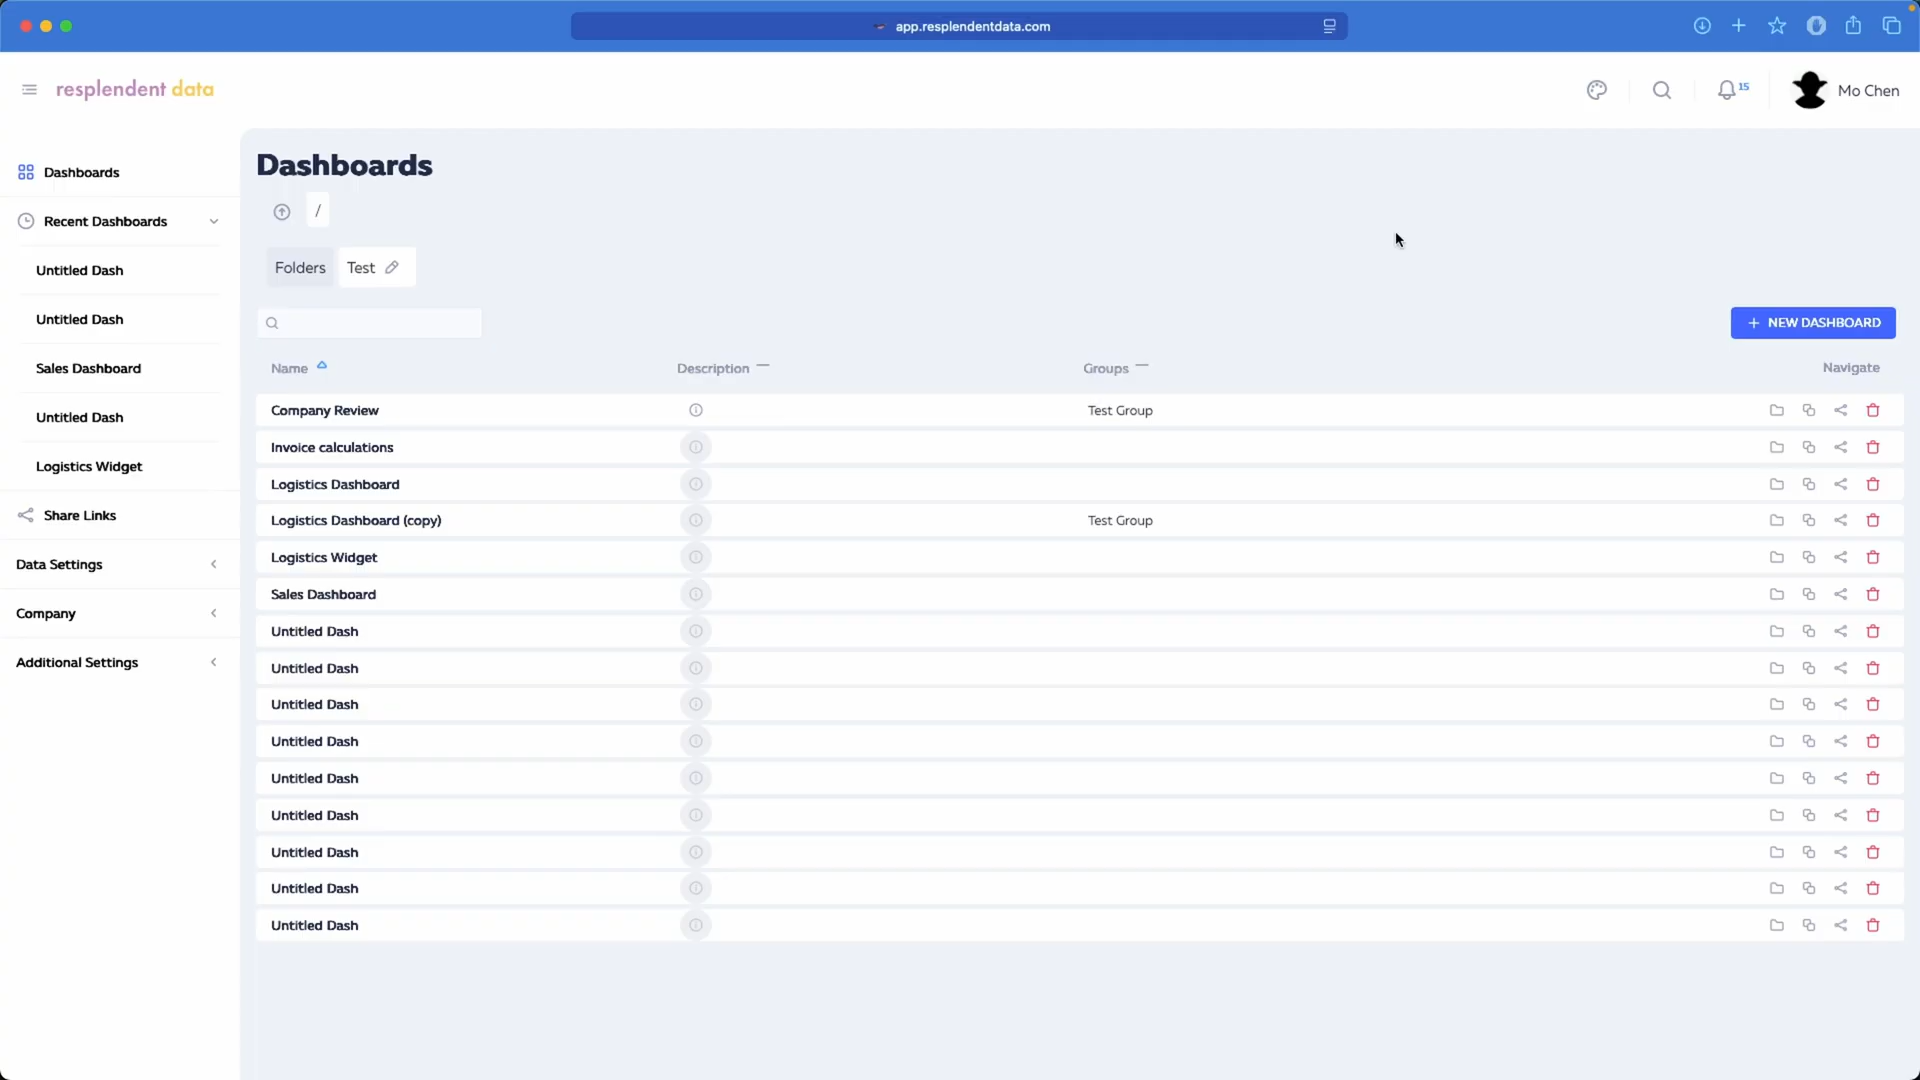 app.resplendentdata.com
resplendent data
15
Mo Chen
Dashboards
Recent Dashboards
Untitled Dash
Untitled Dash
Sales Dashboard
Untitled Dash
Logistics Widget
Share Links
Data Settings
Company
Additional Settings
Dashboards
/
Folders Test
+ NEW DASHBOARD
Name Description Groups Navigate
Company Review Test Group
Invoice calculations
Logistics Dashboard
Logistics Dashboard (copy) Test Group
Logistics Widget
Sales Dashboard
Untitled Dash
Untitled Dash
Untitled Dash
Untitled Dash
Untitled Dash
Untitled Dash
Untitled Dash
Untitled Dash
Untitled Dash